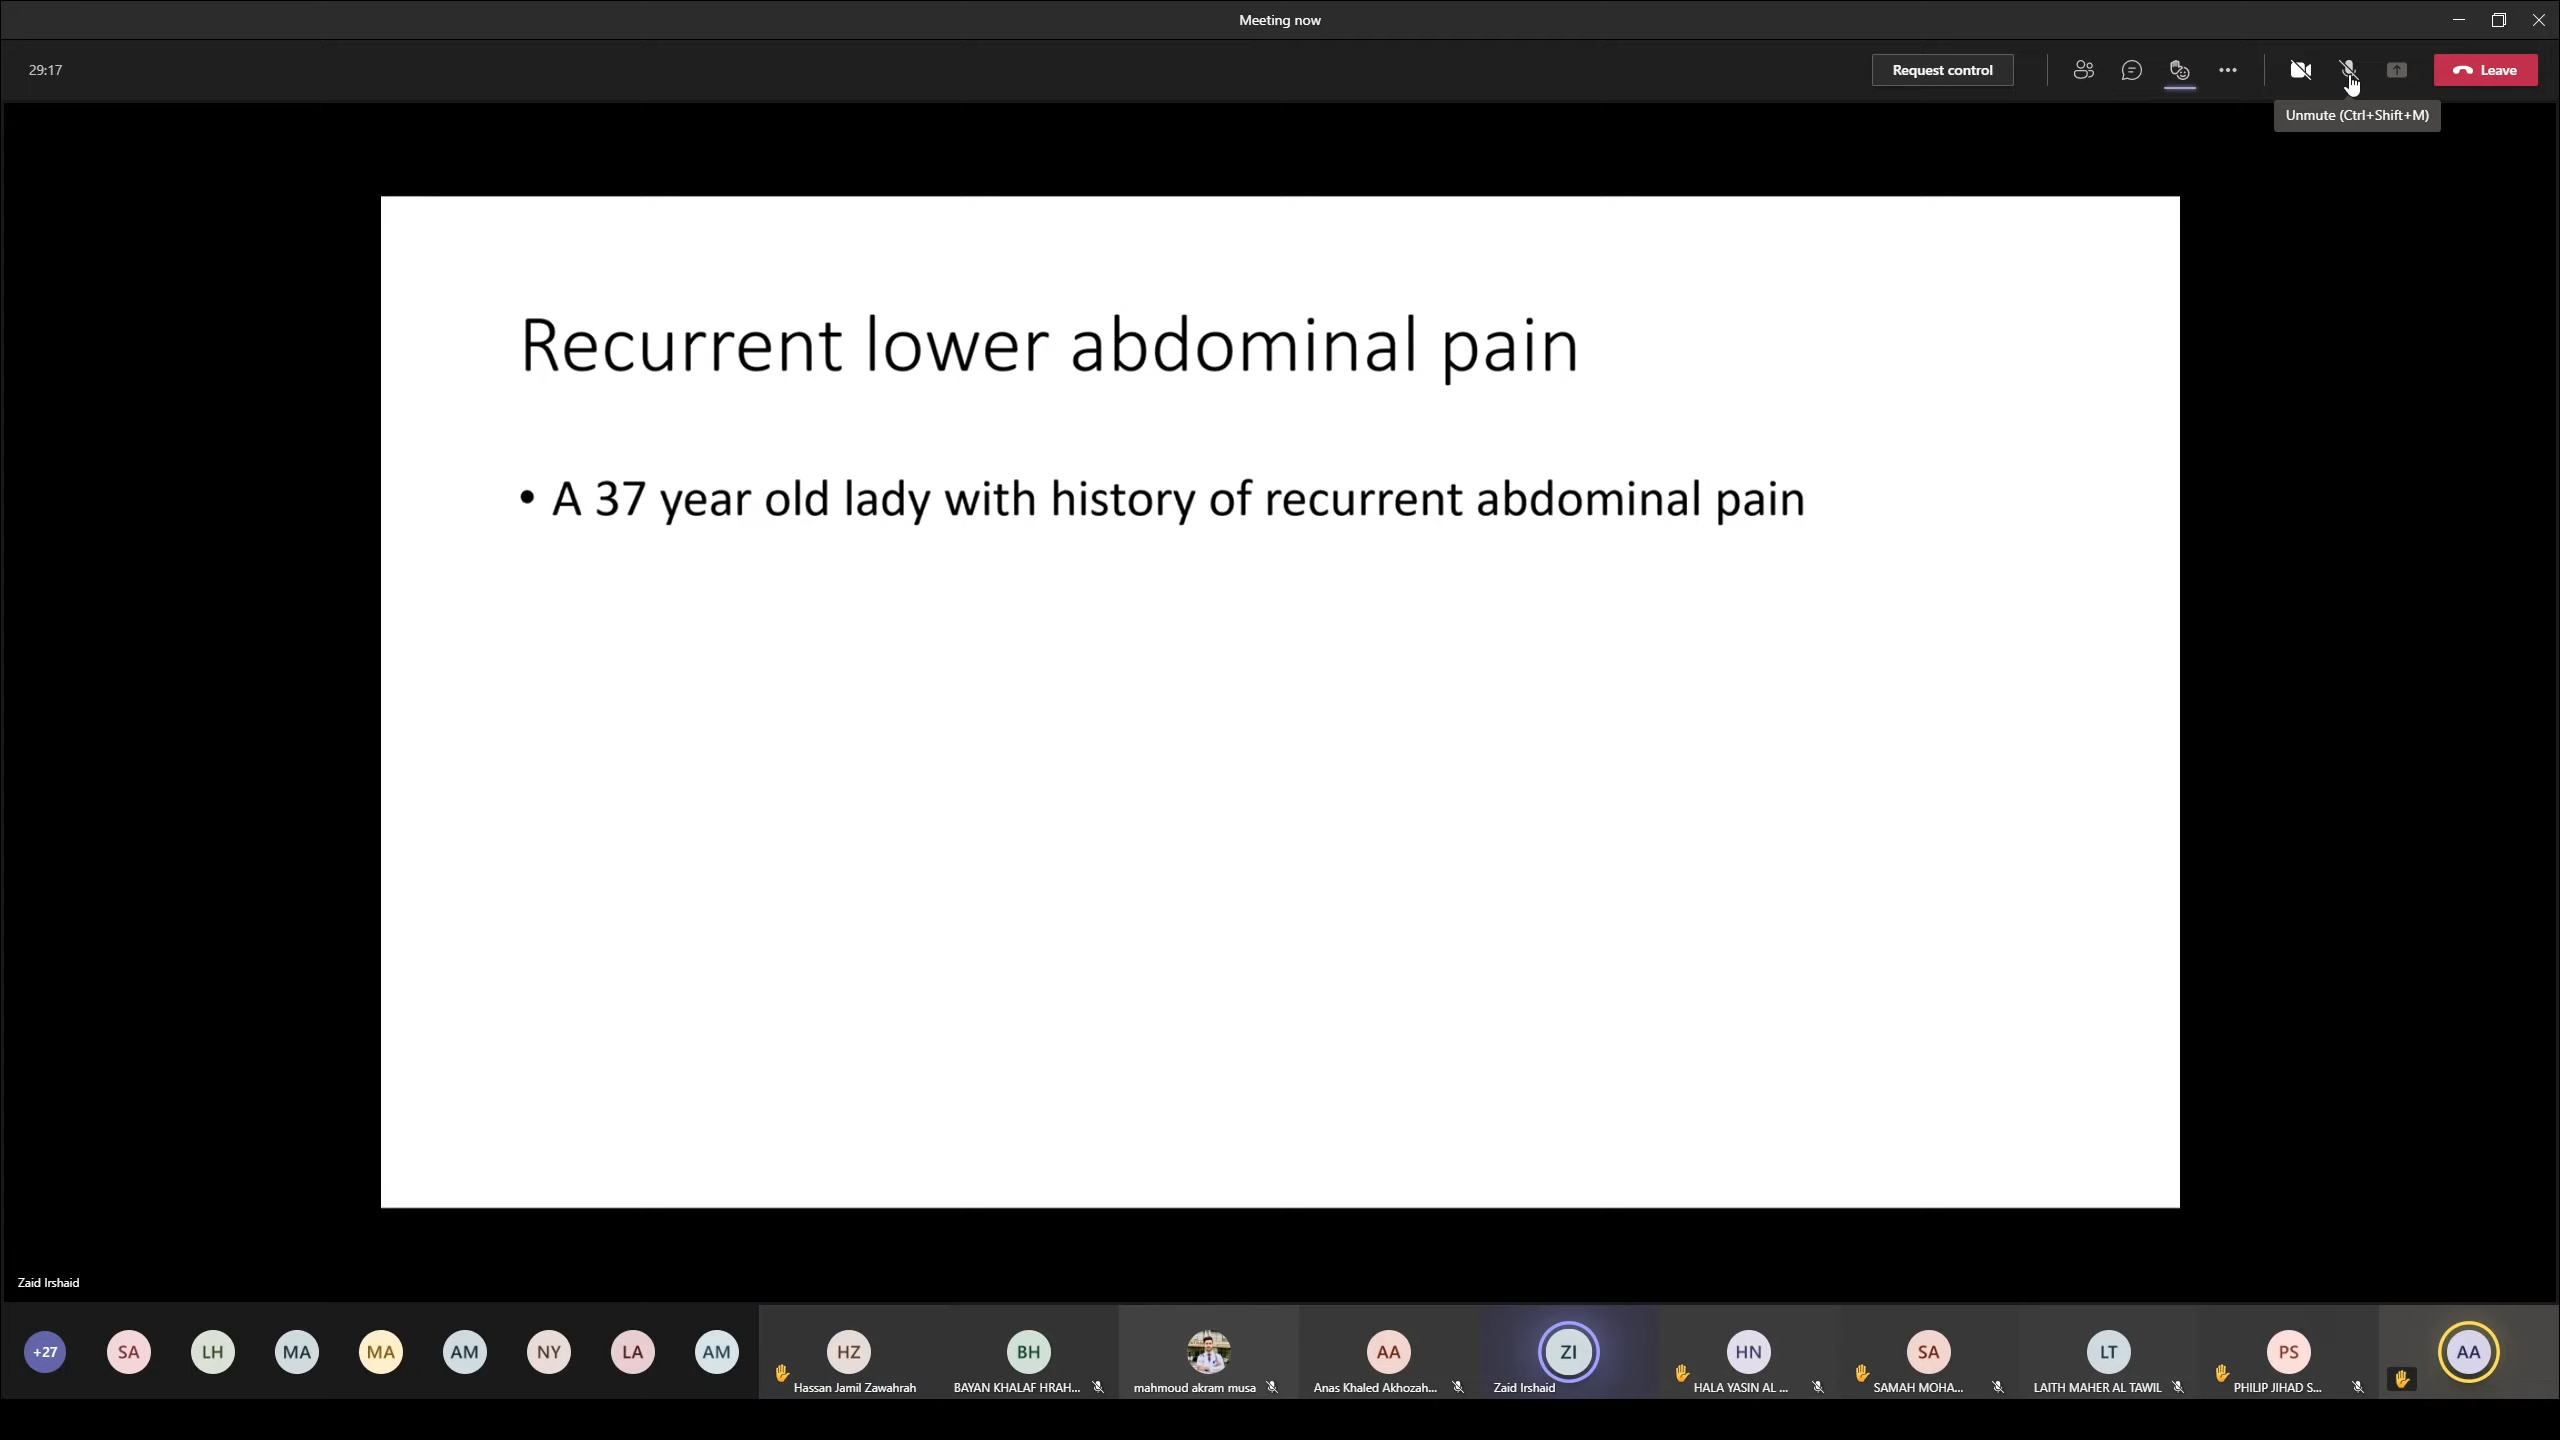 Meeting now
29:17
Request control
Leave
Unmute (Ctrl+Shift+M)
Recurrent lower abdominal pain
• A 37 year old lady with history of recurrent abdominal pain
Zaid Irshaid
+27
SA
LH
MA
MA
AM
NY
LA
AM
HZ
Hassan Jamil Zawahrah
BH
BAYAN KHALAF HRAH...
mahmoud akram musa
AA
Anas Khaled Akhozah...
ZI
Zaid Irshaid
HN
HALA YASIN AL ...
SA
SAMAH MOHA...
LT
LAITH MAHER AL TAWIL
PS
PHILIP JIHAD S...
AA